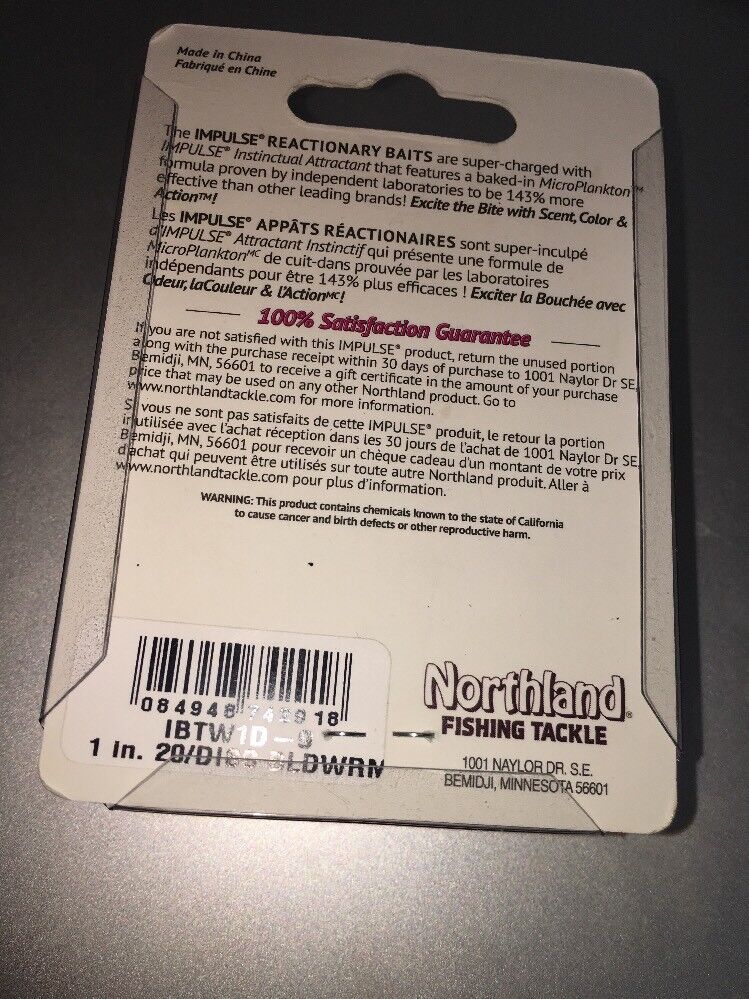 Made in China
Fabriqué en Chine
The IMPULSE® REACTIONARY BAITS are super-charged with
IMPULSE® Instinctual Attractant that features a baked-in MicroPlankton™
formula proven by independent laboratories to be 143% more
effective than other leading brands! Excite the Bite with Scent, Color &
Action™!
Les IMPULSE® APPÂTS RÉACTIONAIRES sont super-inculpé
d'IMPULSE® Attractant Instinctif qui présente une formule de
MicroPlankton MC de cuit-dans prouvée par les laboratoires
indépendants pour être 143% plus efficaces ! Exciter la Bouchée avec
Odeur, laCouleur & l'Action MC!
100% Satisfaction Guarantee
If you are not satisfied with this IMPULSE® product, return the unused portion
along with the purchase receipt within 30 days of purchase to 1001 Naylor Dr SE,
Bemidji, MN, 56601 to receive a gift certificate in the amount of your purchase
price that may be used on any other Northland product. Go to
www.northlandtackle.com for more information.
Si vous ne sont pas satisfaits de cette IMPULSE® produit, le retour la portion
inutilisée avec l'achat réception dans les 30 jours de l'achat de 1001 Naylor Dr SE,
Bemidji, MN, 56601 pour recevoir un chèque cadeau d'un montant de votre prix
d'achat qui peuvent être utilisés sur toute autre Northland produit. Aller à
www.northlandtackle.com pour plus d'information.
WARNING: This product contains chemicals known to the state of California
to cause cancer and birth defects or other reproductive harm.
084948 18
1 in.
Northland®
FISHING TACKLE
1001 NAYLOR DR. S.E.
BEMIDJI, MINNESOTA 56601